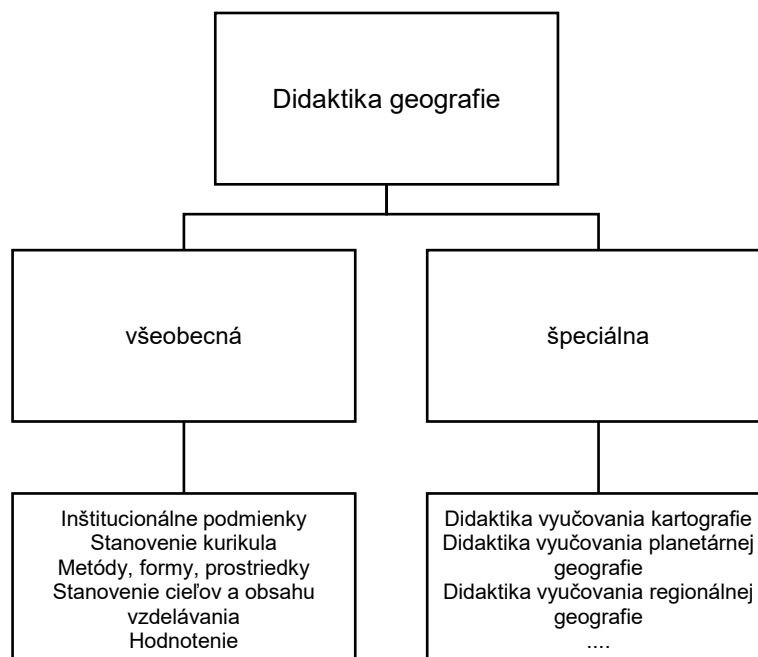 Didaktika geografie
všeobecná
špeciálna
Inštitucionálne podmienky
Stanovenie kurikula
Metódy, formy, prostriedky
Stanovenie cieľov a obsahu
vzdelávania
Hodnotenie
Didaktika vyučovania kartografie
Didaktika vyučovania planetárnej
geografie
Didaktika vyučovania regionálnej
geografie
....